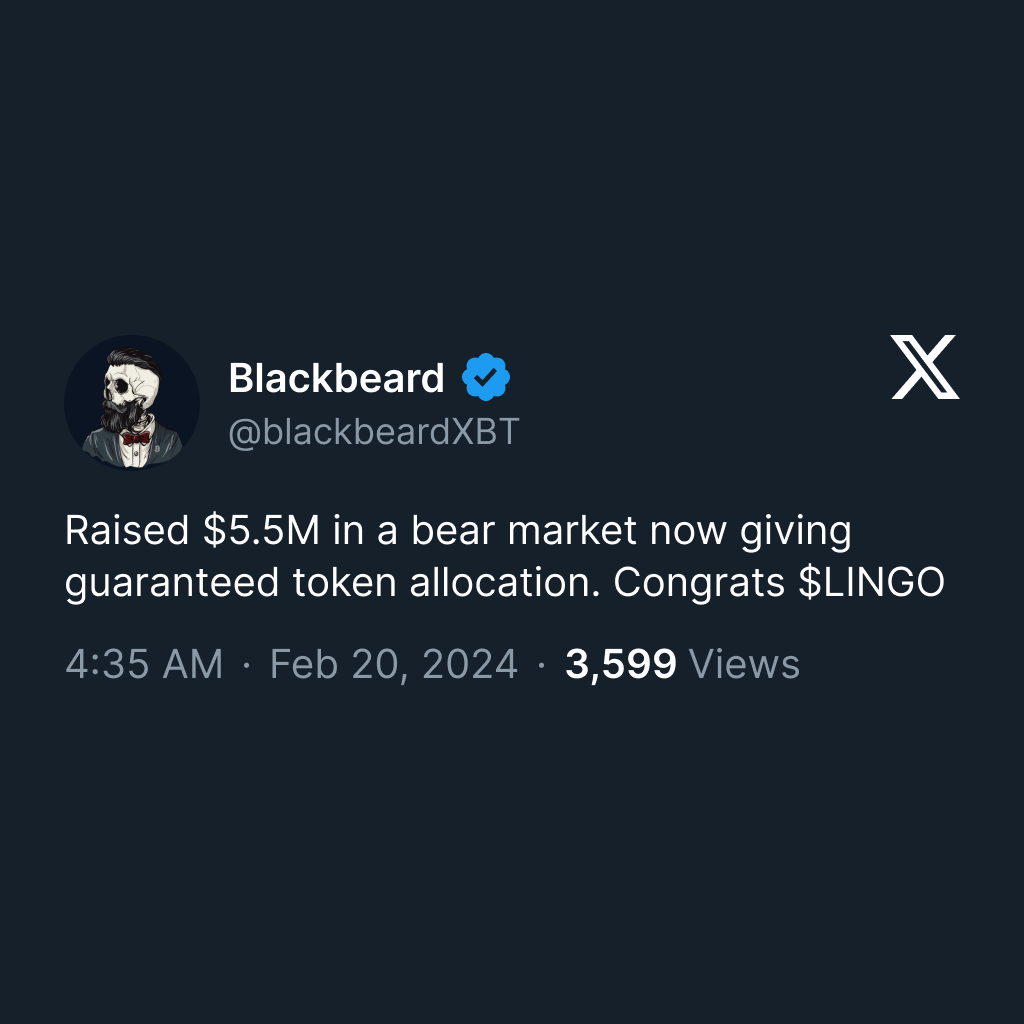 Blackbeard
@blackbeardXBT
Raised $5.5M in a bear market now giving
guaranteed token allocation. Congrats $LINGO
4:35 AM · Feb 20, 2024 · 3,599 Views